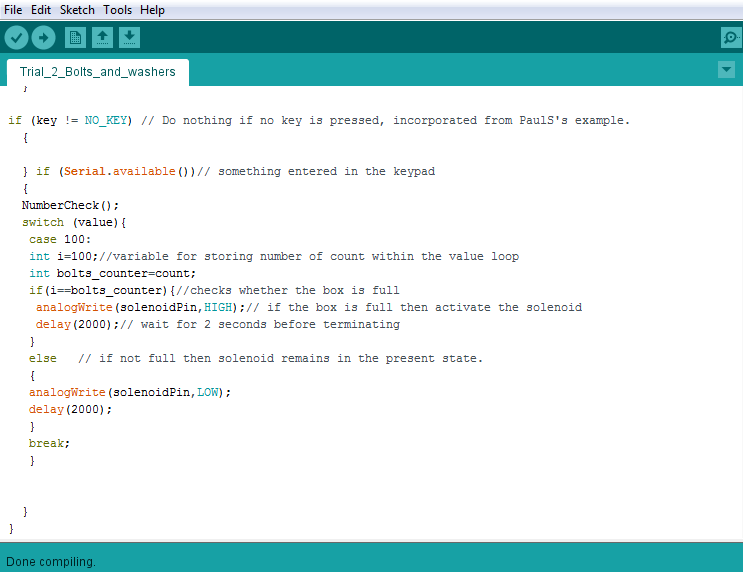 File Edit Sketch Tools Help
Trial_2_Bolts_and_washers
}
if (key != NO_KEY) // Do nothing if no key is pressed, incorporated from PaulS's example.
{
} if (Serial.available())// something entered in the keypad
{
NumberCheck();
switch (value){
case 100:
int i=100;//variable for storing number of count within the value loop
int bolts_counter=count;
if(i==bolts_counter){//checks whether the box is full
analogWrite(solenoidPin,HIGH);// if the box is full then activate the solenoid
delay(2000);// wait for 2 seconds before terminating
}
else   // if not full then solenoid remains in the present state.
{
analogWrite(solenoidPin,LOW);
delay(2000);
}
break;
}
}
}
Done compiling.